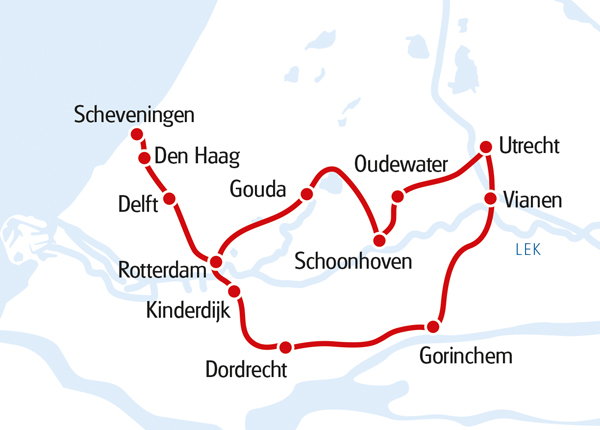 Scheveningen
Den Haag
Delft
Rotterdam
Kinderdijk
Dordrecht
Gouda
Oudewater
Schoonhoven
Utrecht
Vianen
LEK
Gorinchem